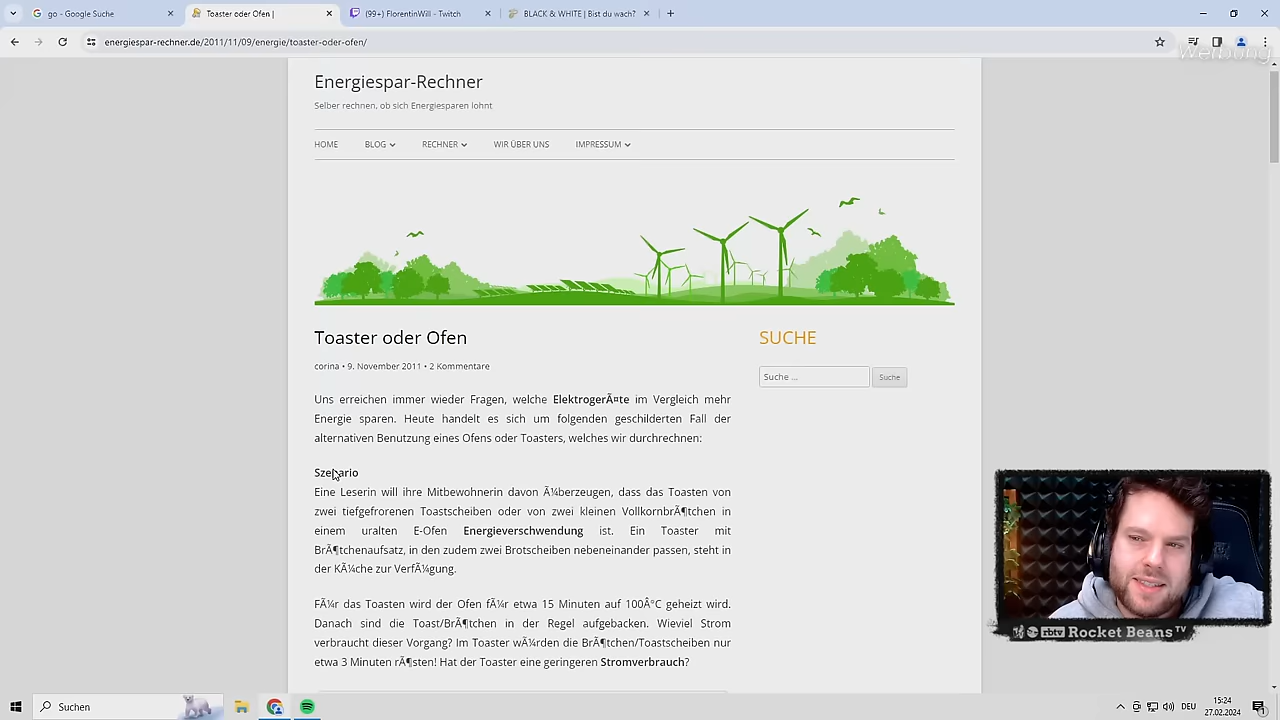 go - Google Suche
Toaster oder Ofen |
(99+) FlorentinWill - Twitch
BLACK & WHITE | Bist du wach?
energiespar-rechner.de/2011/11/09/energie/toaster-oder-ofen/
Werbung
Energiespar-Rechner
Selber rechnen, ob sich Energiesparen lohnt
HOME BLOG RECHNER WIR ÜBER UNS IMPRESSUM
Toaster oder Ofen
SUCHE
corina • 9. November 2011 • 2 Kommentare
Suche ... Suche
Uns erreichen immer wieder Fragen, welche ElektrogerÃ¤te im Vergleich mehr
Energie sparen. Heute handelt es sich um folgenden geschilderten Fall der
alternativen Benutzung eines Ofens oder Toasters, welches wir durchrechnen:
Szenario
Eine Leserin will ihre Mitbewohnerin davon Ã¼berzeugen, dass das Toasten von
zwei tiefgefrorenen Toastscheiben oder von zwei kleinen VollkornbrÃ¶tchen in
einem uralten E-Ofen Energieverschwendung ist. Ein Toaster mit
BrÃ¶tchenaufsatz, in den zudem zwei Brotscheiben nebeneinander passen, steht in
der KÃ¼che zur VerfÃ¼gung.
FÃ¼r das Toasten wird der Ofen fÃ¼r etwa 15 Minuten auf 100Â°C geheizt wird.
Danach sind die Toast/BrÃ¶tchen in der Regel aufgebacken. Wieviel Strom
verbraucht dieser Vorgang? Im Toaster wÃ¼rden die BrÃ¶tchen/Toastscheiben nur
etwa 3 Minuten rÃ¶sten! Hat der Toaster eine geringeren Stromverbrauch?
rbtv Rocket Beans TV
Suchen
DEU
15:24
27.02.2024